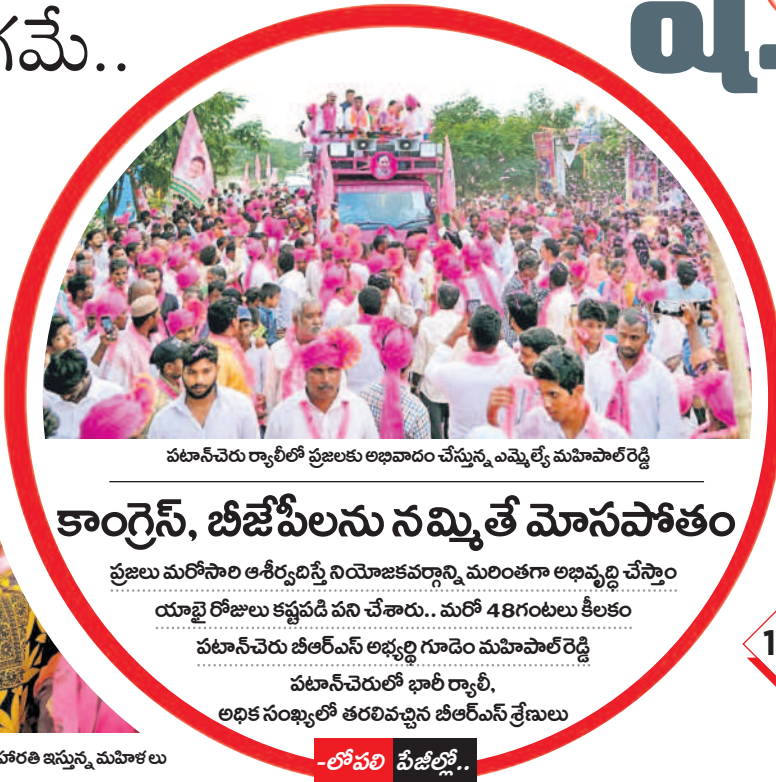 పటాన్‌చెరు ర్యాలీలో ప్రజలకు అభివాదం చేస్తున్న ఎమ్మెల్యే మహిపాల్‌రెడ్డి
కాంగ్రెస్, బీజేపీలను నమ్మితే మోసపోతం
ప్రజలు మరోసారి ఆశీర్వదిస్తే నియోజకవర్గాన్ని మరింతగా అభివృద్ధి చేస్తాం
యాభై రోజులు కష్టపడి పని చేశారు.. మరో 48గంటలు కీలకం
పటాన్‌చెరు బీఆర్ఎస్ అభ్యర్థి గూడెం మహిపాల్‌రెడ్డి
పటాన్‌చెరులో భారీ ర్యాలీ,
అధిక సంఖ్యలో తరలివచ్చిన బీఆర్ఎస్ శ్రేణులు
హారతి ఇస్తున్న మహిళలు
-లోపలి పేజీల్లో..